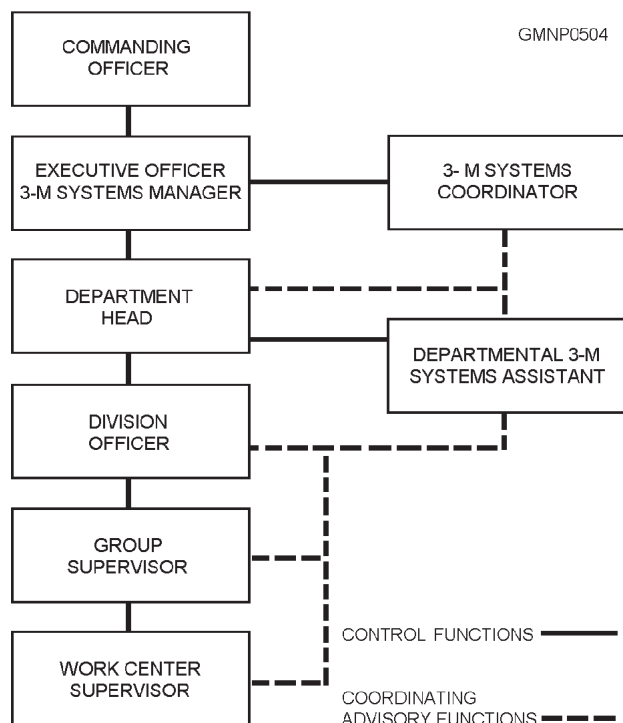 GMNP0504
COMMANDING
OFFICER
EXECUTIVE OFFICER
3-M SYSTEMS MANAGER
3- M SYSTEMS
COORDINATOR
DEPARTMENT
HEAD
DEPARTMENTAL 3-M
SYSTEMS ASSISTANT
DIVISION
OFFICER
GROUP
SUPERVISOR
WORK CENTER
SUPERVISOR
CONTROL FUNCTIONS
COORDINATING
ADVISORY FUNCTIONS